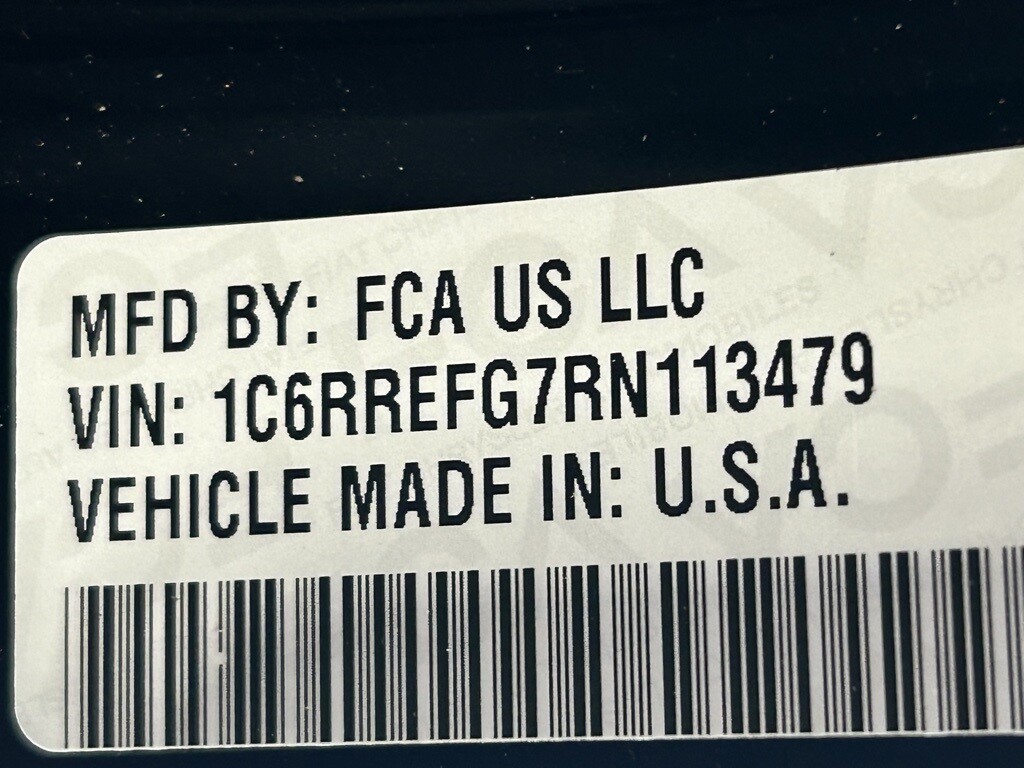 MFD BY: FCA US LLC
VIN: 1C6RREFG7RN113479
VEHICLE MADE IN: U.S.A.